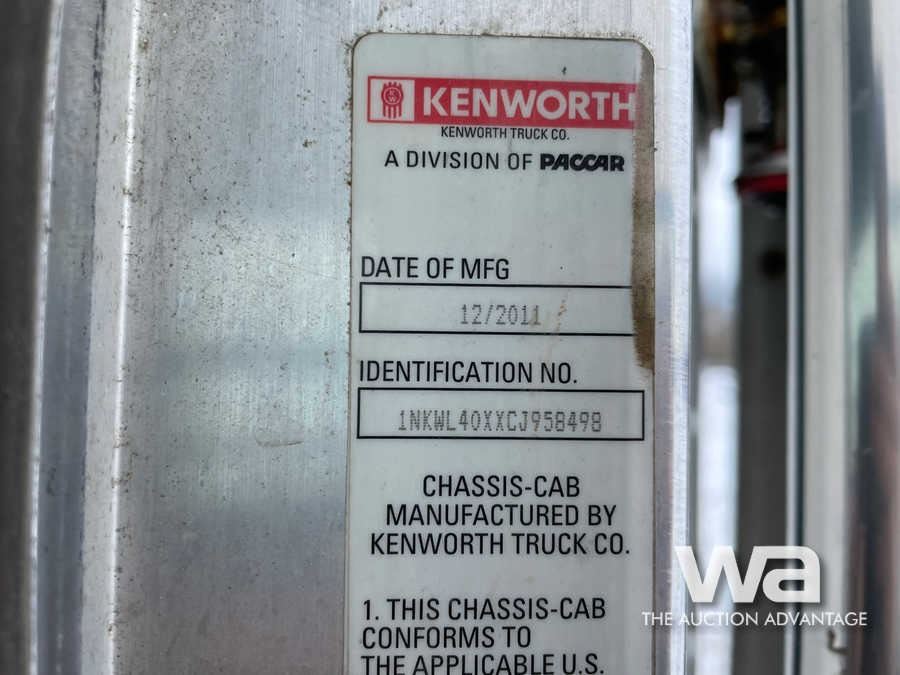 KENWORTH
KENWORTH TRUCK CO.
A DIVISION OF PACCAR
DATE OF MFG
12/2011
IDENTIFICATION NO.
1NKWL40XXCJ958498
CHASSIS-CAB
MANUFACTURED BY
KENWORTH TRUCK CO.
1. THIS CHASSIS-CAB
CONFORMS TO
THE APPLICABLE U.S.
wa
THE AUCTION ADVANTAGE